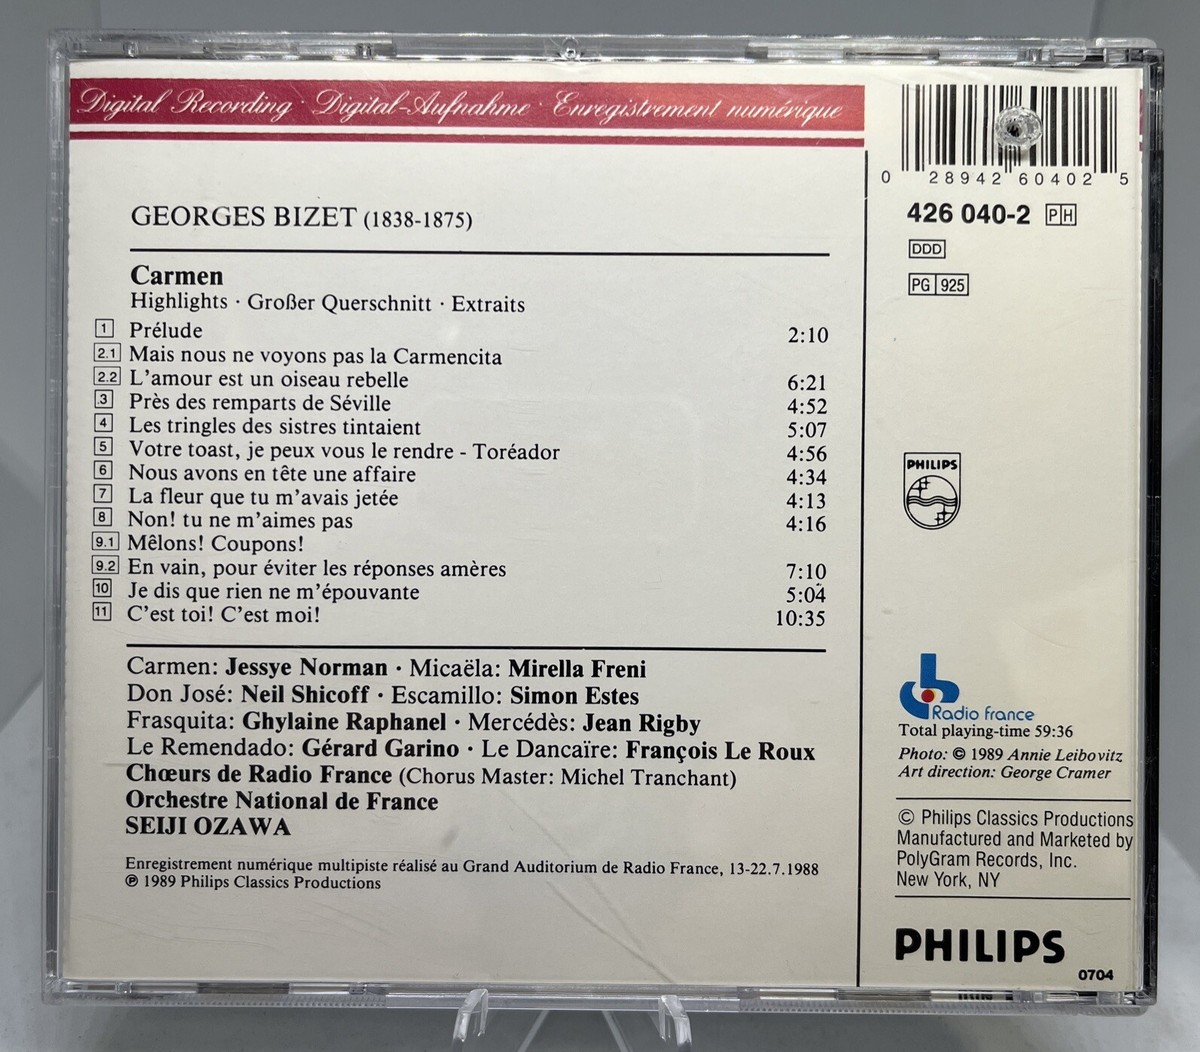 Digital Recording · Digital-Aufnahme · Enregistrement numérique
GEORGES BIZET (1838-1875)
Carmen
Highlights · Großer Querschnitt · Extraits
1 Prélude 2:10
2.1 Mais nous ne voyons pas la Carmencita
2.2 L'amour est un oiseau rebelle 6:21
3 Près des remparts de Séville 4:52
4 Les tringles des sistres tintaient 5:07
5 Votre toast, je peux vous le rendre - Toréador 4:56
6 Nous avons en tête une affaire 4:34
7 La fleur que tu m'avais jetée 4:13
8 Non! tu ne m'aimes pas 4:16
9.1 Mêlons! Coupons!
9.2 En vain, pour éviter les réponses amères 7:10
10 Je dis que rien ne m'épouvante 5:04
11 C'est toi! C'est moi! 10:35
Carmen: Jessye Norman · Micaëla: Mirella Freni
Don José: Neil Shicoff · Escamillo: Simon Estes
Frasquita: Ghylaine Raphanel · Mercédès: Jean Rigby
Le Remendado: Gérard Garino · Le Dancaïre: François Le Roux
Chœurs de Radio France (Chorus Master: Michel Tranchant)
Orchestre National de France
SEIJI OZAWA
Enregistrement numérique multipiste réalisé au Grand Auditorium de Radio France, 13-22.7.1988
℗ 1989 Philips Classics Productions
0 28942 60402 5
426 040-2 PH
DDD
PG 925
PHILIPS
Radio france
Total playing-time 59:36
Photo: © 1989 Annie Leibovitz
Art direction: George Cramer
© Philips Classics Productions
Manufactured and Marketed by
PolyGram Records, Inc.
New York, NY
PHILIPS
0704